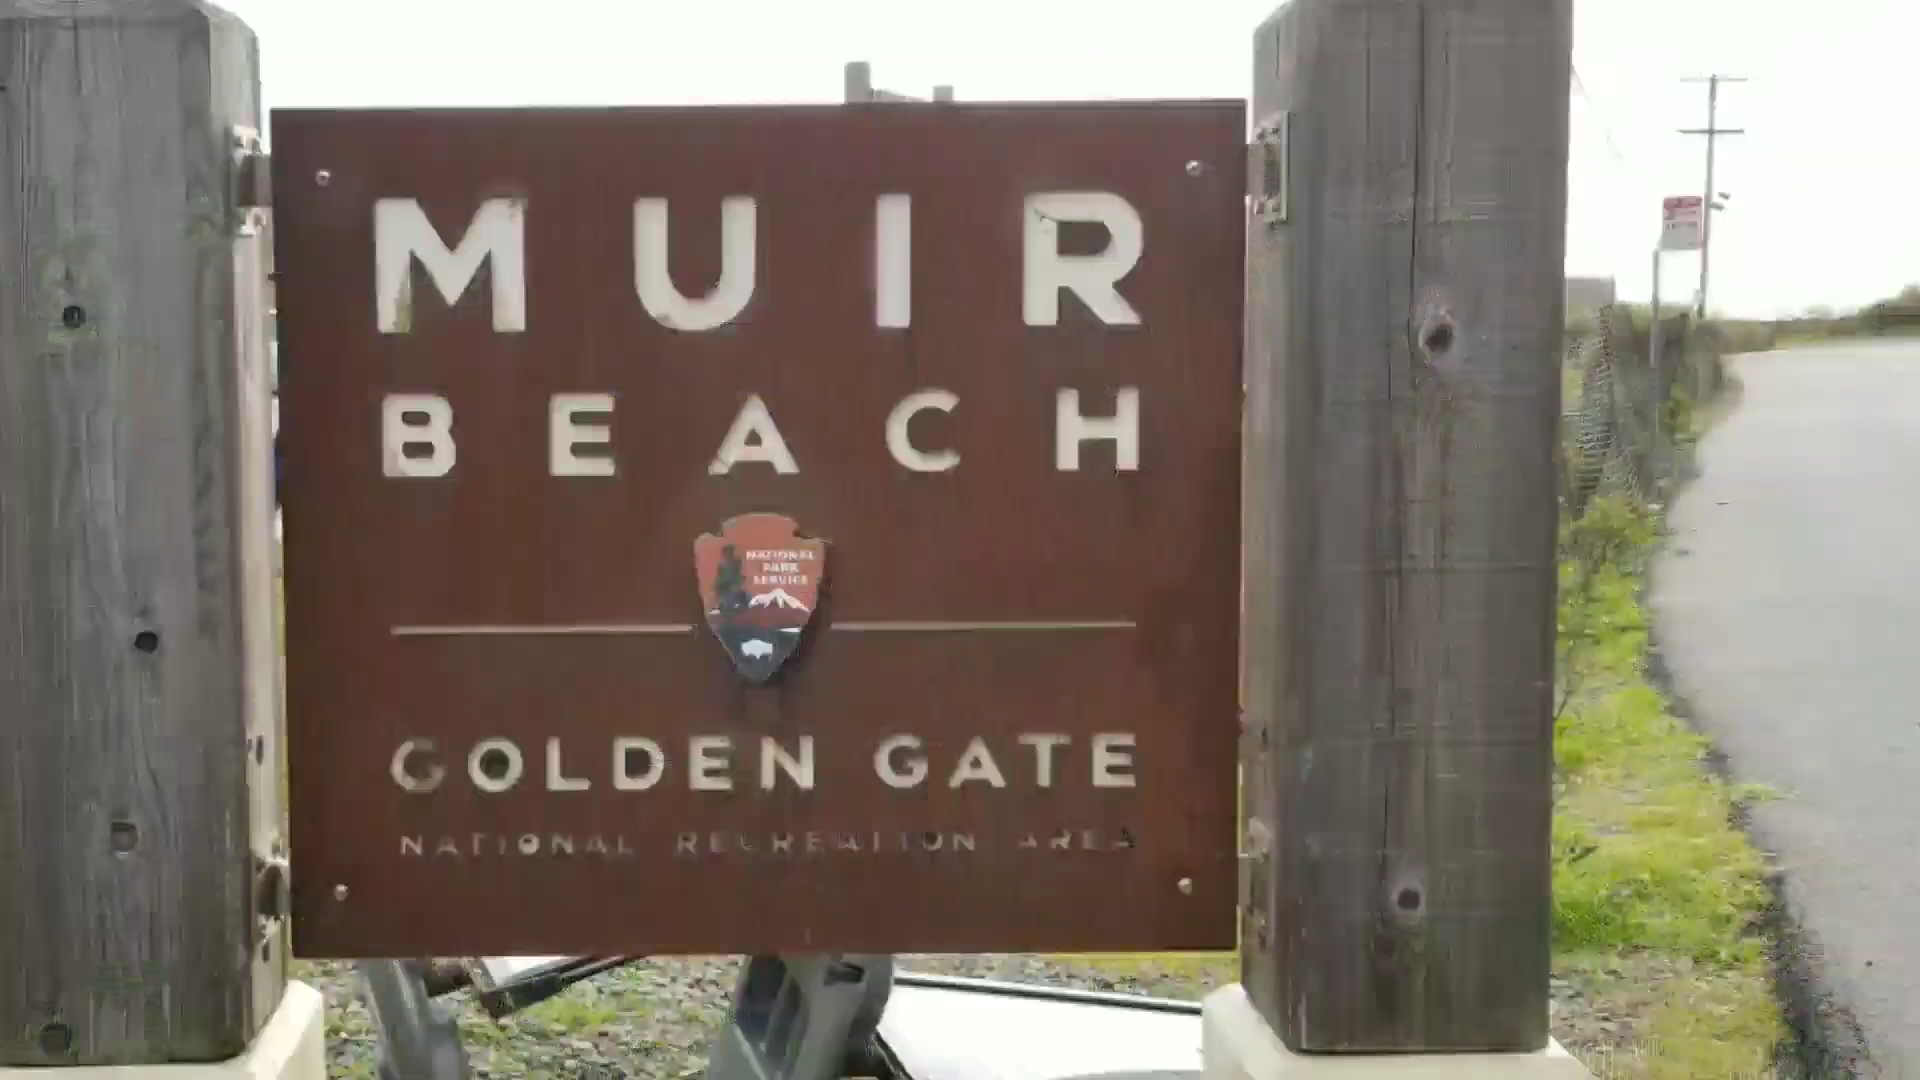 MUIR
BEACH
NATIONAL
PARK
SERVICE
GOLDEN GATE
NATIONAL RECREATION AREA